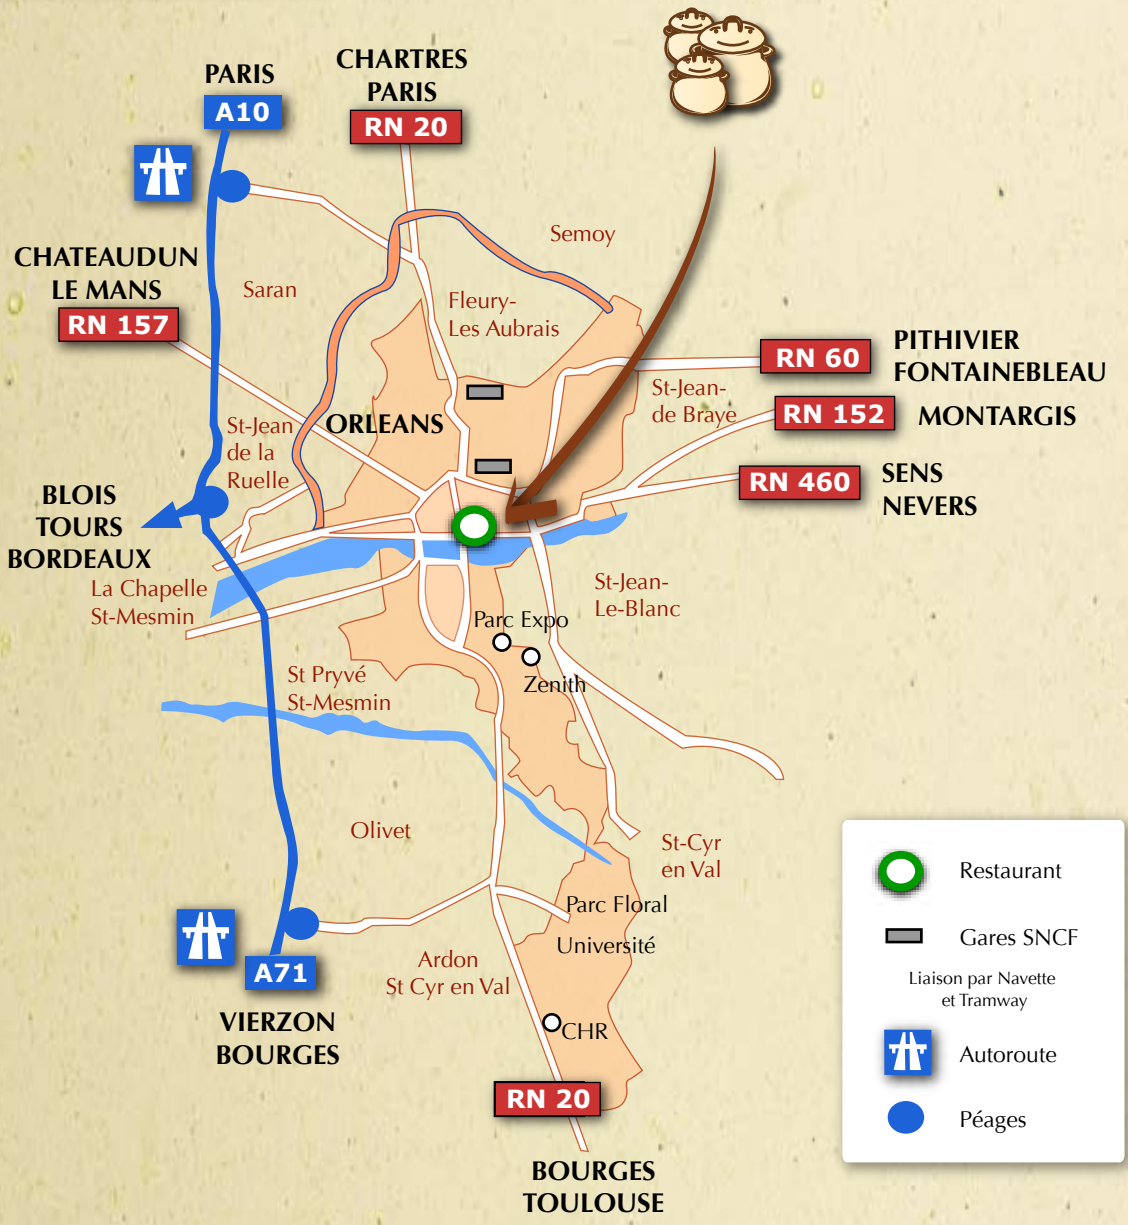 CHARTRES
PARIS
RN 20
PARIS
A10
Semoy
CHATEAUDUN
LE MANS
RN 157
Saran
Fleury-
Les Aubrais
RN 60
PITHIVIER
FONTAINEBLEAU
St-Jean-
de Braye
RN 152
MONTARGIS
ORLEANS
St-Jean
de la
Ruelle
RN 460
SENS
NEVERS
BLOIS
TOURS
BORDEAUX
La Chapelle
St-Mesmin
St-Jean-
Le-Blanc
Parc Expo
Zenith
St Pryvé
St-Mesmin
Olivet
St-Cyr
en Val
Parc Floral
Université
Ardon
St Cyr en Val
A71
VIERZON
BOURGES
CHR
RN 20
BOURGES
TOULOUSE
Restaurant
Gares SNCF
Liaison par Navette
et Tramway
Autoroute
Péages